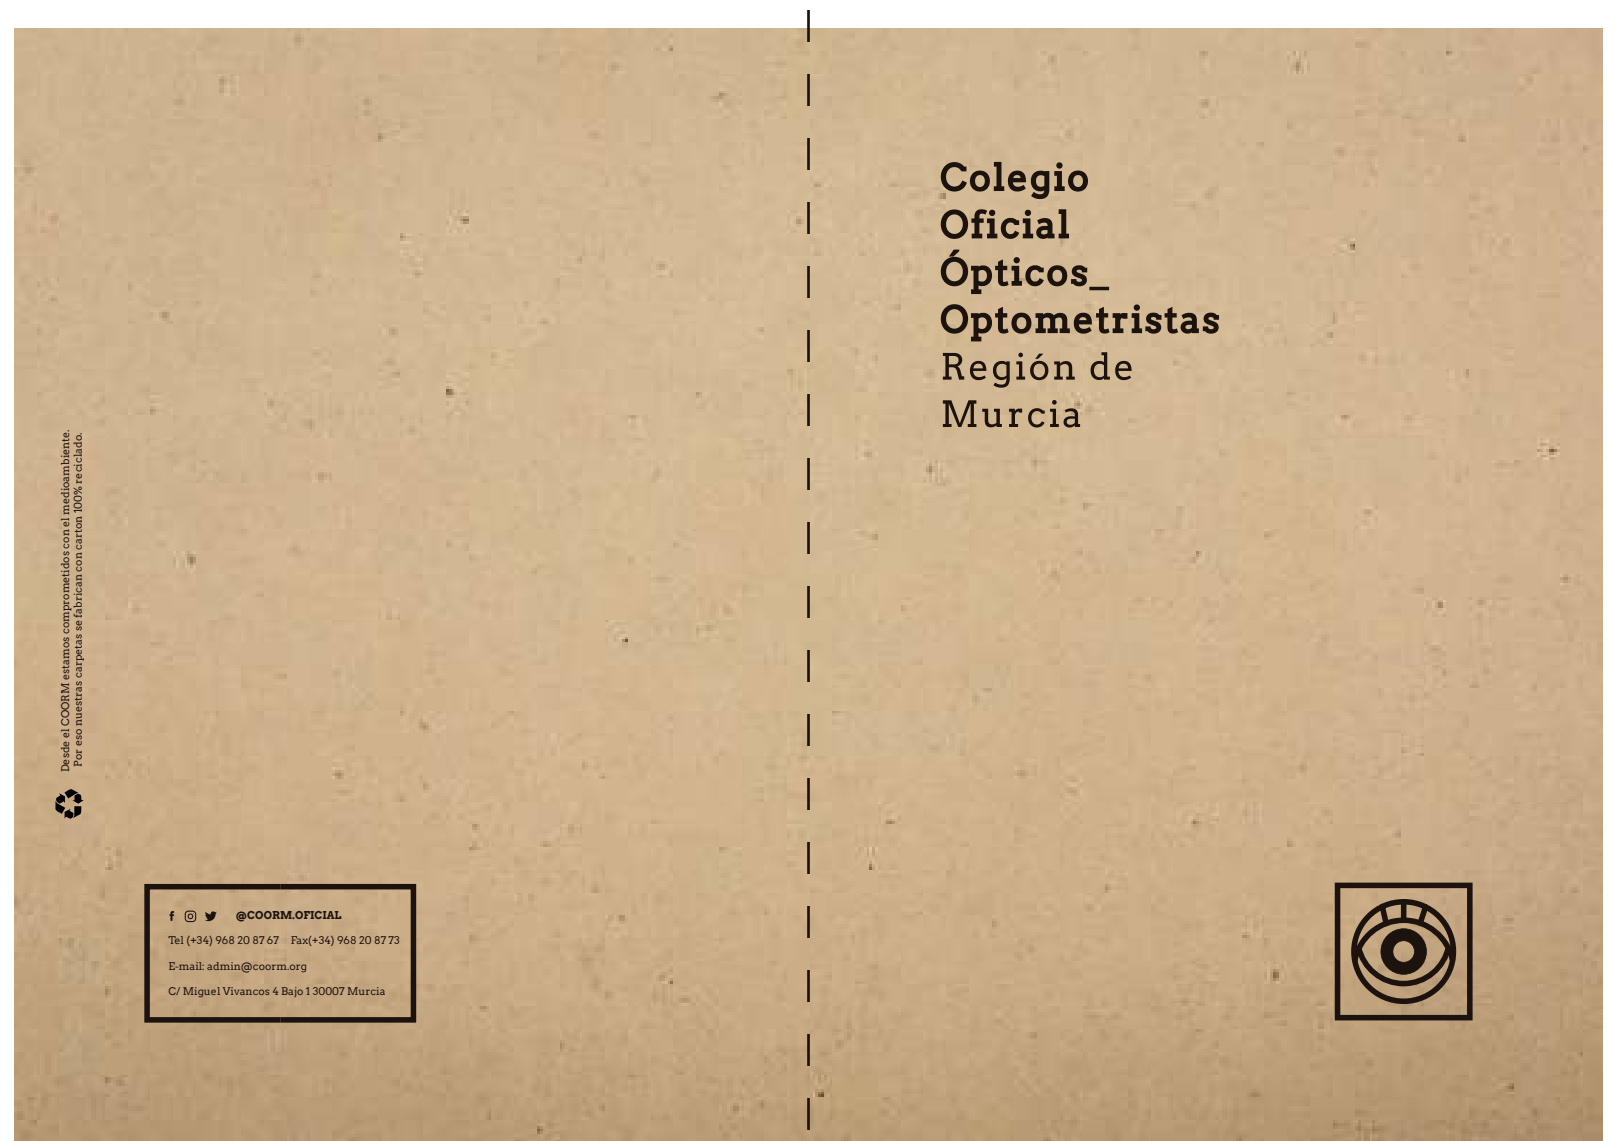 Colegio
Oficial
Ópticos_
Optometristas
Región de
Murcia
Desde el COORM estamos comprometidos con el medioambiente.
Por eso nuestras carpetas se fabrican con carton 100% reciclado.
@COORM.OFICIAL
Tel (+34) 968 20 87 67 Fax(+34) 968 20 87 73
E-mail: admin@coorm.org
C/ Miguel Vivancos 4 Bajo 1 30007 Murcia